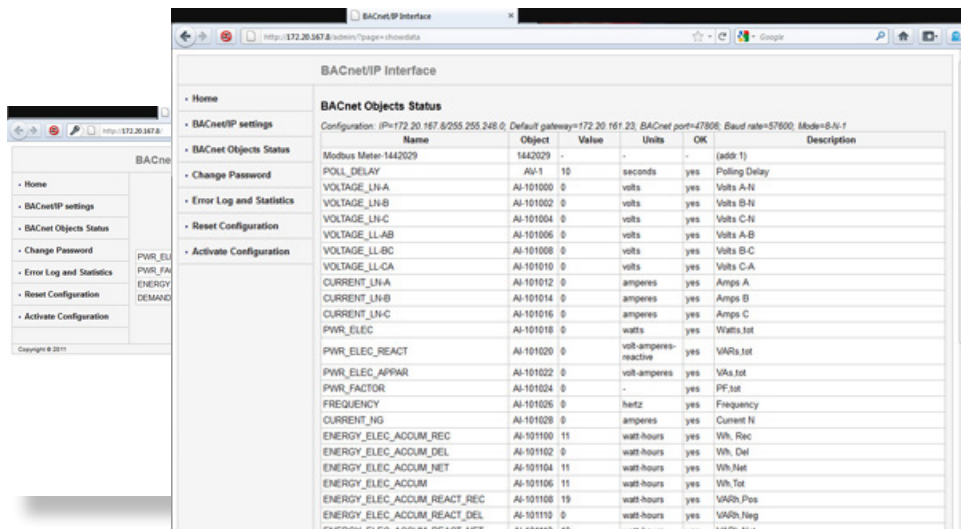 BACnet/IP Interface
http://172.20.167.8/admin/?page=showdata
Google
BACnet/IP Interface
Home
BACnet/IP settings
BACnet Objects Status
Change Password
Error Log and Statistics
Reset Configuration
Activate Configuration
BACnet Objects Status
Configuration: IP=172.20.167.8/255.255.248.0; Default gateway=172.20.161.23; BACnet port=47808; Baud rate=57600; Mode=8-N-1
Name Object Value Units OK Description
Modbus Meter-1442029 1442029 - - - (addr:1)
POLL_DELAY AV-1 10 seconds yes Polling Delay
VOLTAGE_LN-A AI-101000 0 volts yes Volts A-N
VOLTAGE_LN-B AI-101002 0 volts yes Volts B-N
VOLTAGE_LN-C AI-101004 0 volts yes Volts C-N
VOLTAGE_LL-AB AI-101006 0 volts yes Volts A-B
VOLTAGE_LL-BC AI-101008 0 volts yes Volts B-C
VOLTAGE_LL-CA AI-101010 0 volts yes Volts C-A
CURRENT_LN-A AI-101012 0 amperes yes Amps A
CURRENT_LN-B AI-101014 0 amperes yes Amps B
CURRENT_LN-C AI-101016 0 amperes yes Amps C
PWR_ELEC AI-101018 0 watts yes Watts,tot
PWR_ELEC_REACT AI-101020 0 volt-amperes-reactive yes VARs,tot
PWR_ELEC_APPAR AI-101022 0 volt-amperes yes VAs,tot
PWR_FACTOR AI-101024 0 - yes PF,tot
FREQUENCY AI-101026 0 hertz yes Frequency
CURRENT_NG AI-101028 0 amperes yes Current N
ENERGY_ELEC_ACCUM_REC AI-101100 11 watt-hours yes Wh, Rec
ENERGY_ELEC_ACCUM_DEL AI-101102 0 watt-hours yes Wh, Del
ENERGY_ELEC_ACCUM_NET AI-101104 11 watt-hours yes Wh,Net
ENERGY_ELEC_ACCUM AI-101106 11 watt-hours yes Wh,Tot
ENERGY_ELEC_ACCUM_REACT_REC AI-101108 19 watt-hours yes VARh,Pos
ENERGY_ELEC_ACCUM_REACT_DEL AI-101110 0 watt-hours yes VARh,Neg
http://172.20.167.8/
BACne
Home
BACnet/IP settings
BACnet Objects Status
Change Password
Error Log and Statistics
Reset Configuration
Activate Configuration
PWR_EL
PWR_FA
ENERGY
DEMAND
Copyright © 2011